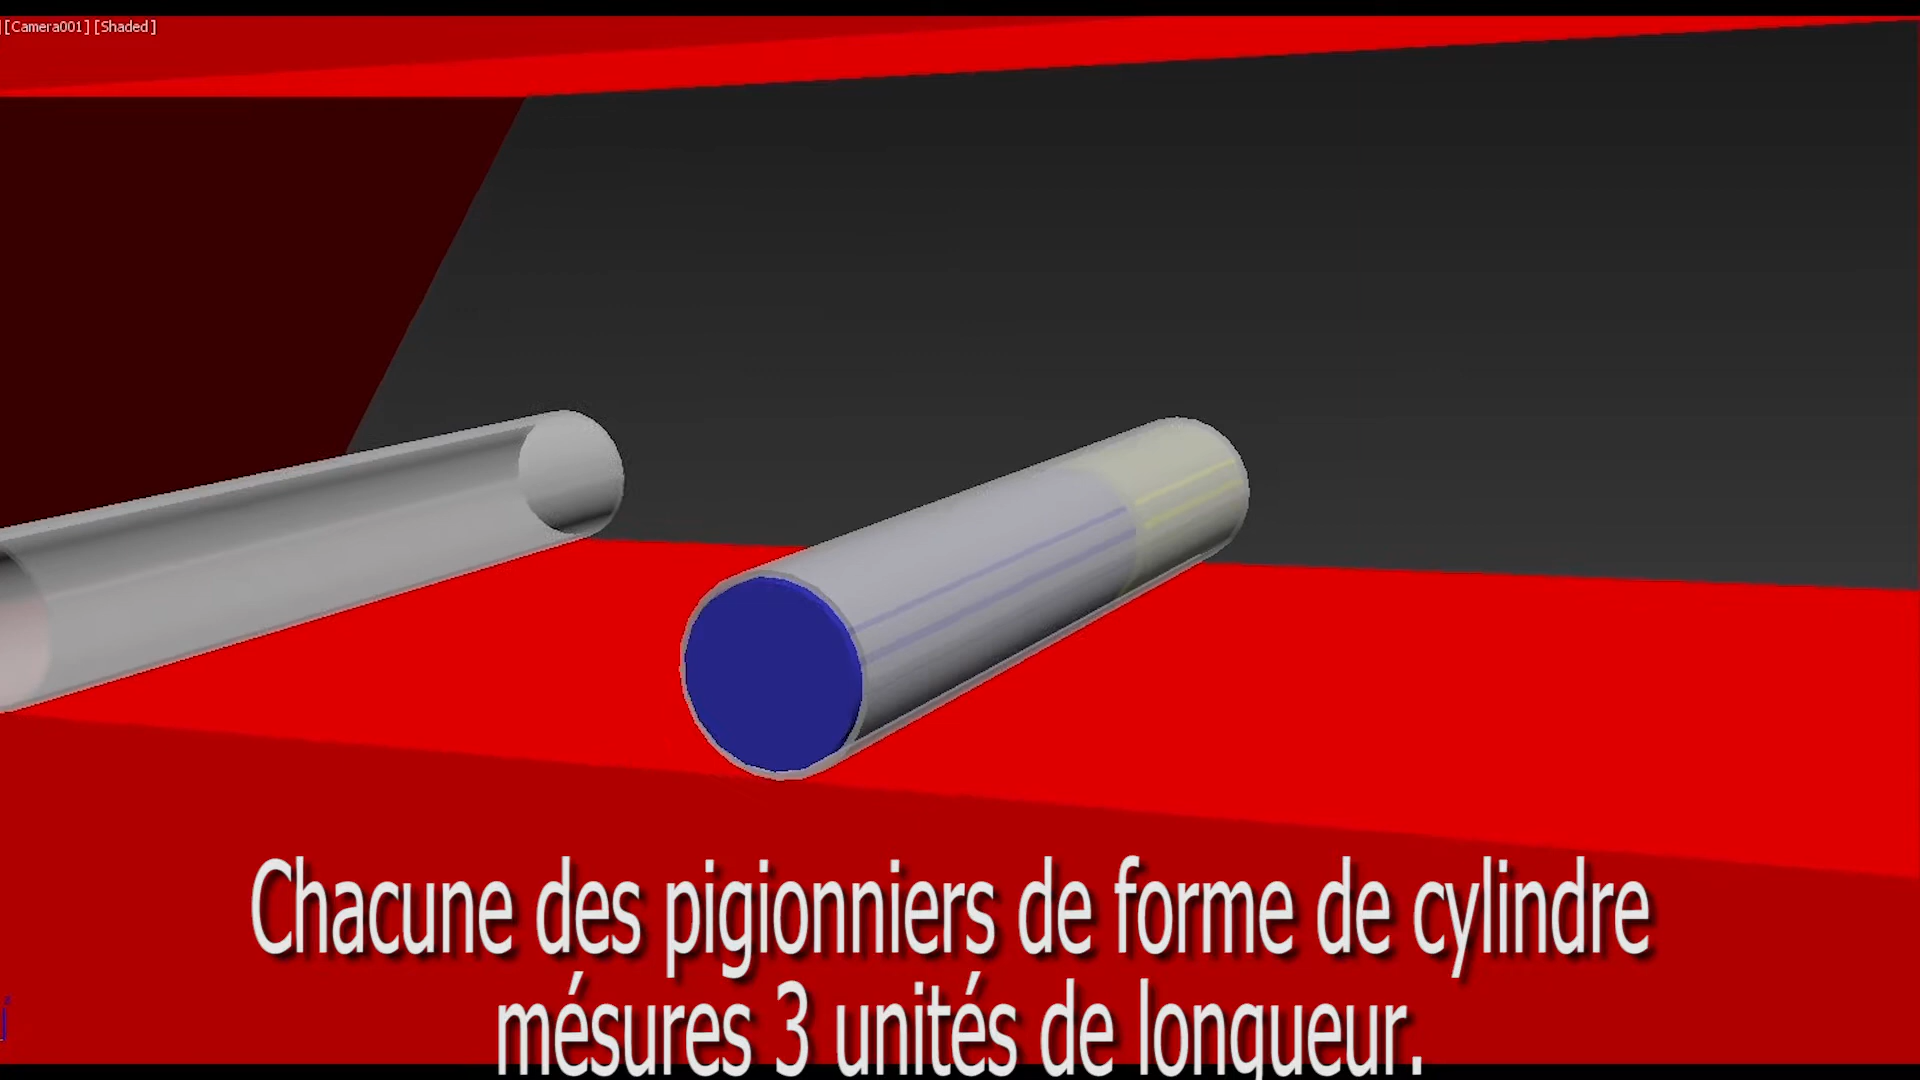 [Camera001] [Shaded]
Chacune des pigionniers de forme de cylindre
mésures 3 unités de longueur.